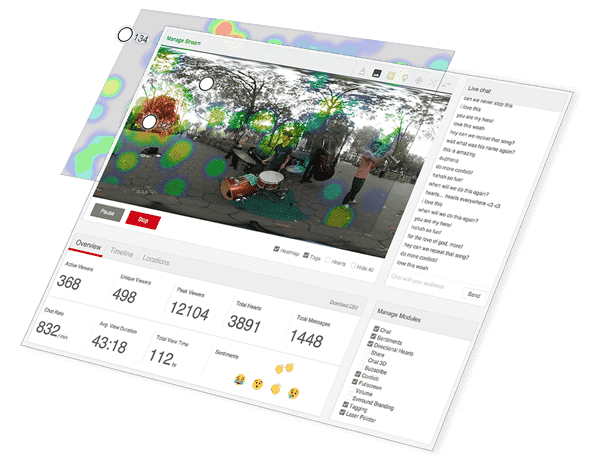 134
Manage Stream
Pause
Stop
Heatmap
Tags
Hearts
Hide All
Overview
Timeline
Locations
Download CSV
Active Viewers
368
Unique Viewers
498
Peak Viewers
12104
Total Hearts
3891
Total Messages
1448
Chat Rate
832/min
Avg. View Duration
43:18
Total View Time
112 hr
Sentiments
Live chat
can we never stop this
i love this
you are my hero!
love this woah
hey can we repeat that song?
wait what was his name again?
this is amazing
euphoria
do more confetti!
hahah so fun!
when will we do this again?
hearts... hearts everywhere <3 <3
i love this
when will we do this again?
you are my hero!
hahah so fun!
for the love of god, more!
hey can we repeat that song?
do more confetti!
love this woah
Chat with your audience
Send
Manage Modules
Chat
Sentiments
Directional Hearts
Share
Chat 3D
Subscribe
Confetti
Fullscreen
Volume
Surround Branding
Tagging
Laser Pointer